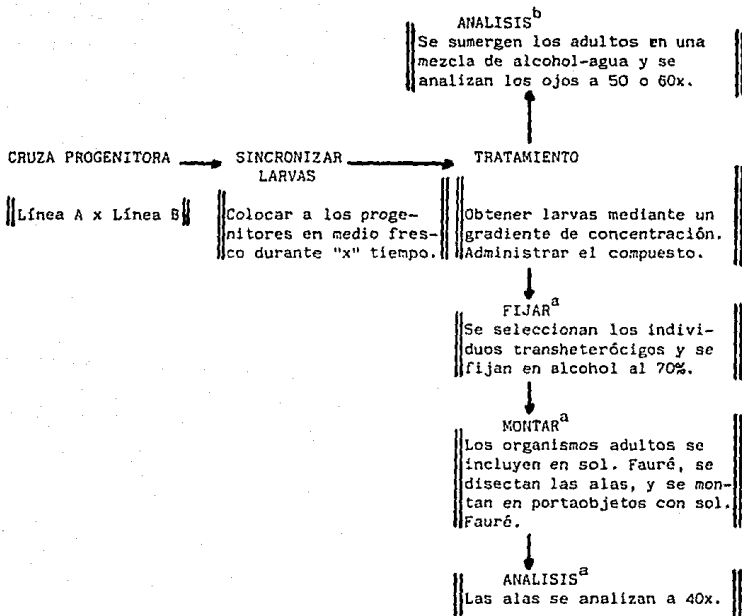 ANALISIS^b
Se sumergen los adultos en una
mezcla de alcohol-agua y se
analizan los ojos a 50 o 60x.
CRUZA PROGENITORA
Línea A x Línea B
SINCRONIZAR
LARVAS
Colocar a los proge-
nitores en medio fres-
co durante "x" tiempo.
TRATAMIENTO
Obtener larvas mediante un
gradiente de concentración.
Administrar el compuesto.
FIJAR^a
Se seleccionan los indivi-
duos transheterócigos y se
fijan en alcohol al 70%.
MONTAR^a
Los organismos adultos se
incluyen en sol. Fauré, se
disectan las alas, y se mon-
tan en portaobjetos con sol.
Fauré.
ANALISIS^a
Las alas se analizan a 40x.